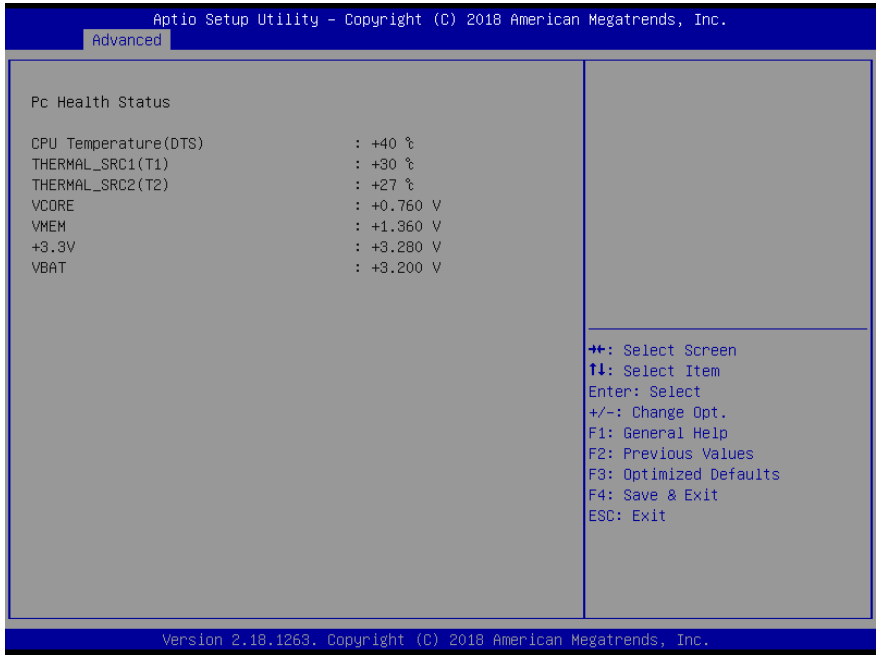 Aptio Setup Utility – Copyright (C) 2018 American Megatrends, Inc.
Advanced
Pc Health Status
CPU Temperature(DTS) : +40 ℃
THERMAL_SRC1(T1) : +30 ℃
THERMAL_SRC2(T2) : +27 ℃
VCORE : +0.760 V
VMEM : +1.360 V
+3.3V : +3.280 V
VBAT : +3.200 V
→←: Select Screen
↑↓: Select Item
Enter: Select
+/-: Change Opt.
F1: General Help
F2: Previous Values
F3: Optimized Defaults
F4: Save & Exit
ESC: Exit
Version 2.18.1263. Copyright (C) 2018 American Megatrends, Inc.